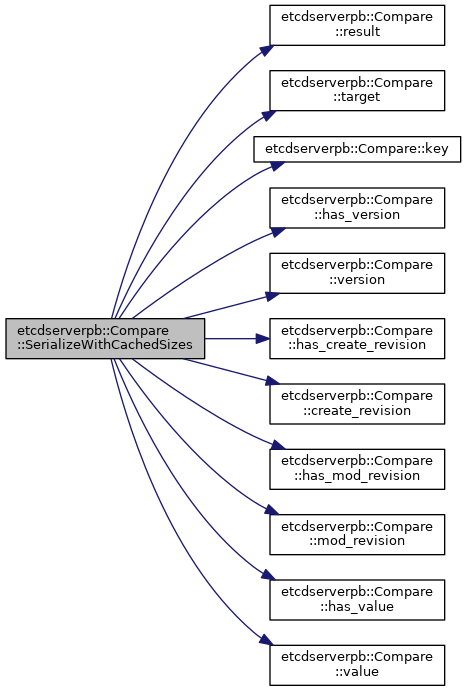 etcdserverpb::Compare
::SerializeWithCachedSizes
etcdserverpb::Compare
::result
etcdserverpb::Compare
::target
etcdserverpb::Compare::key
etcdserverpb::Compare
::has_version
etcdserverpb::Compare
::version
etcdserverpb::Compare
::has_create_revision
etcdserverpb::Compare
::create_revision
etcdserverpb::Compare
::has_mod_revision
etcdserverpb::Compare
::mod_revision
etcdserverpb::Compare
::has_value
etcdserverpb::Compare
::value